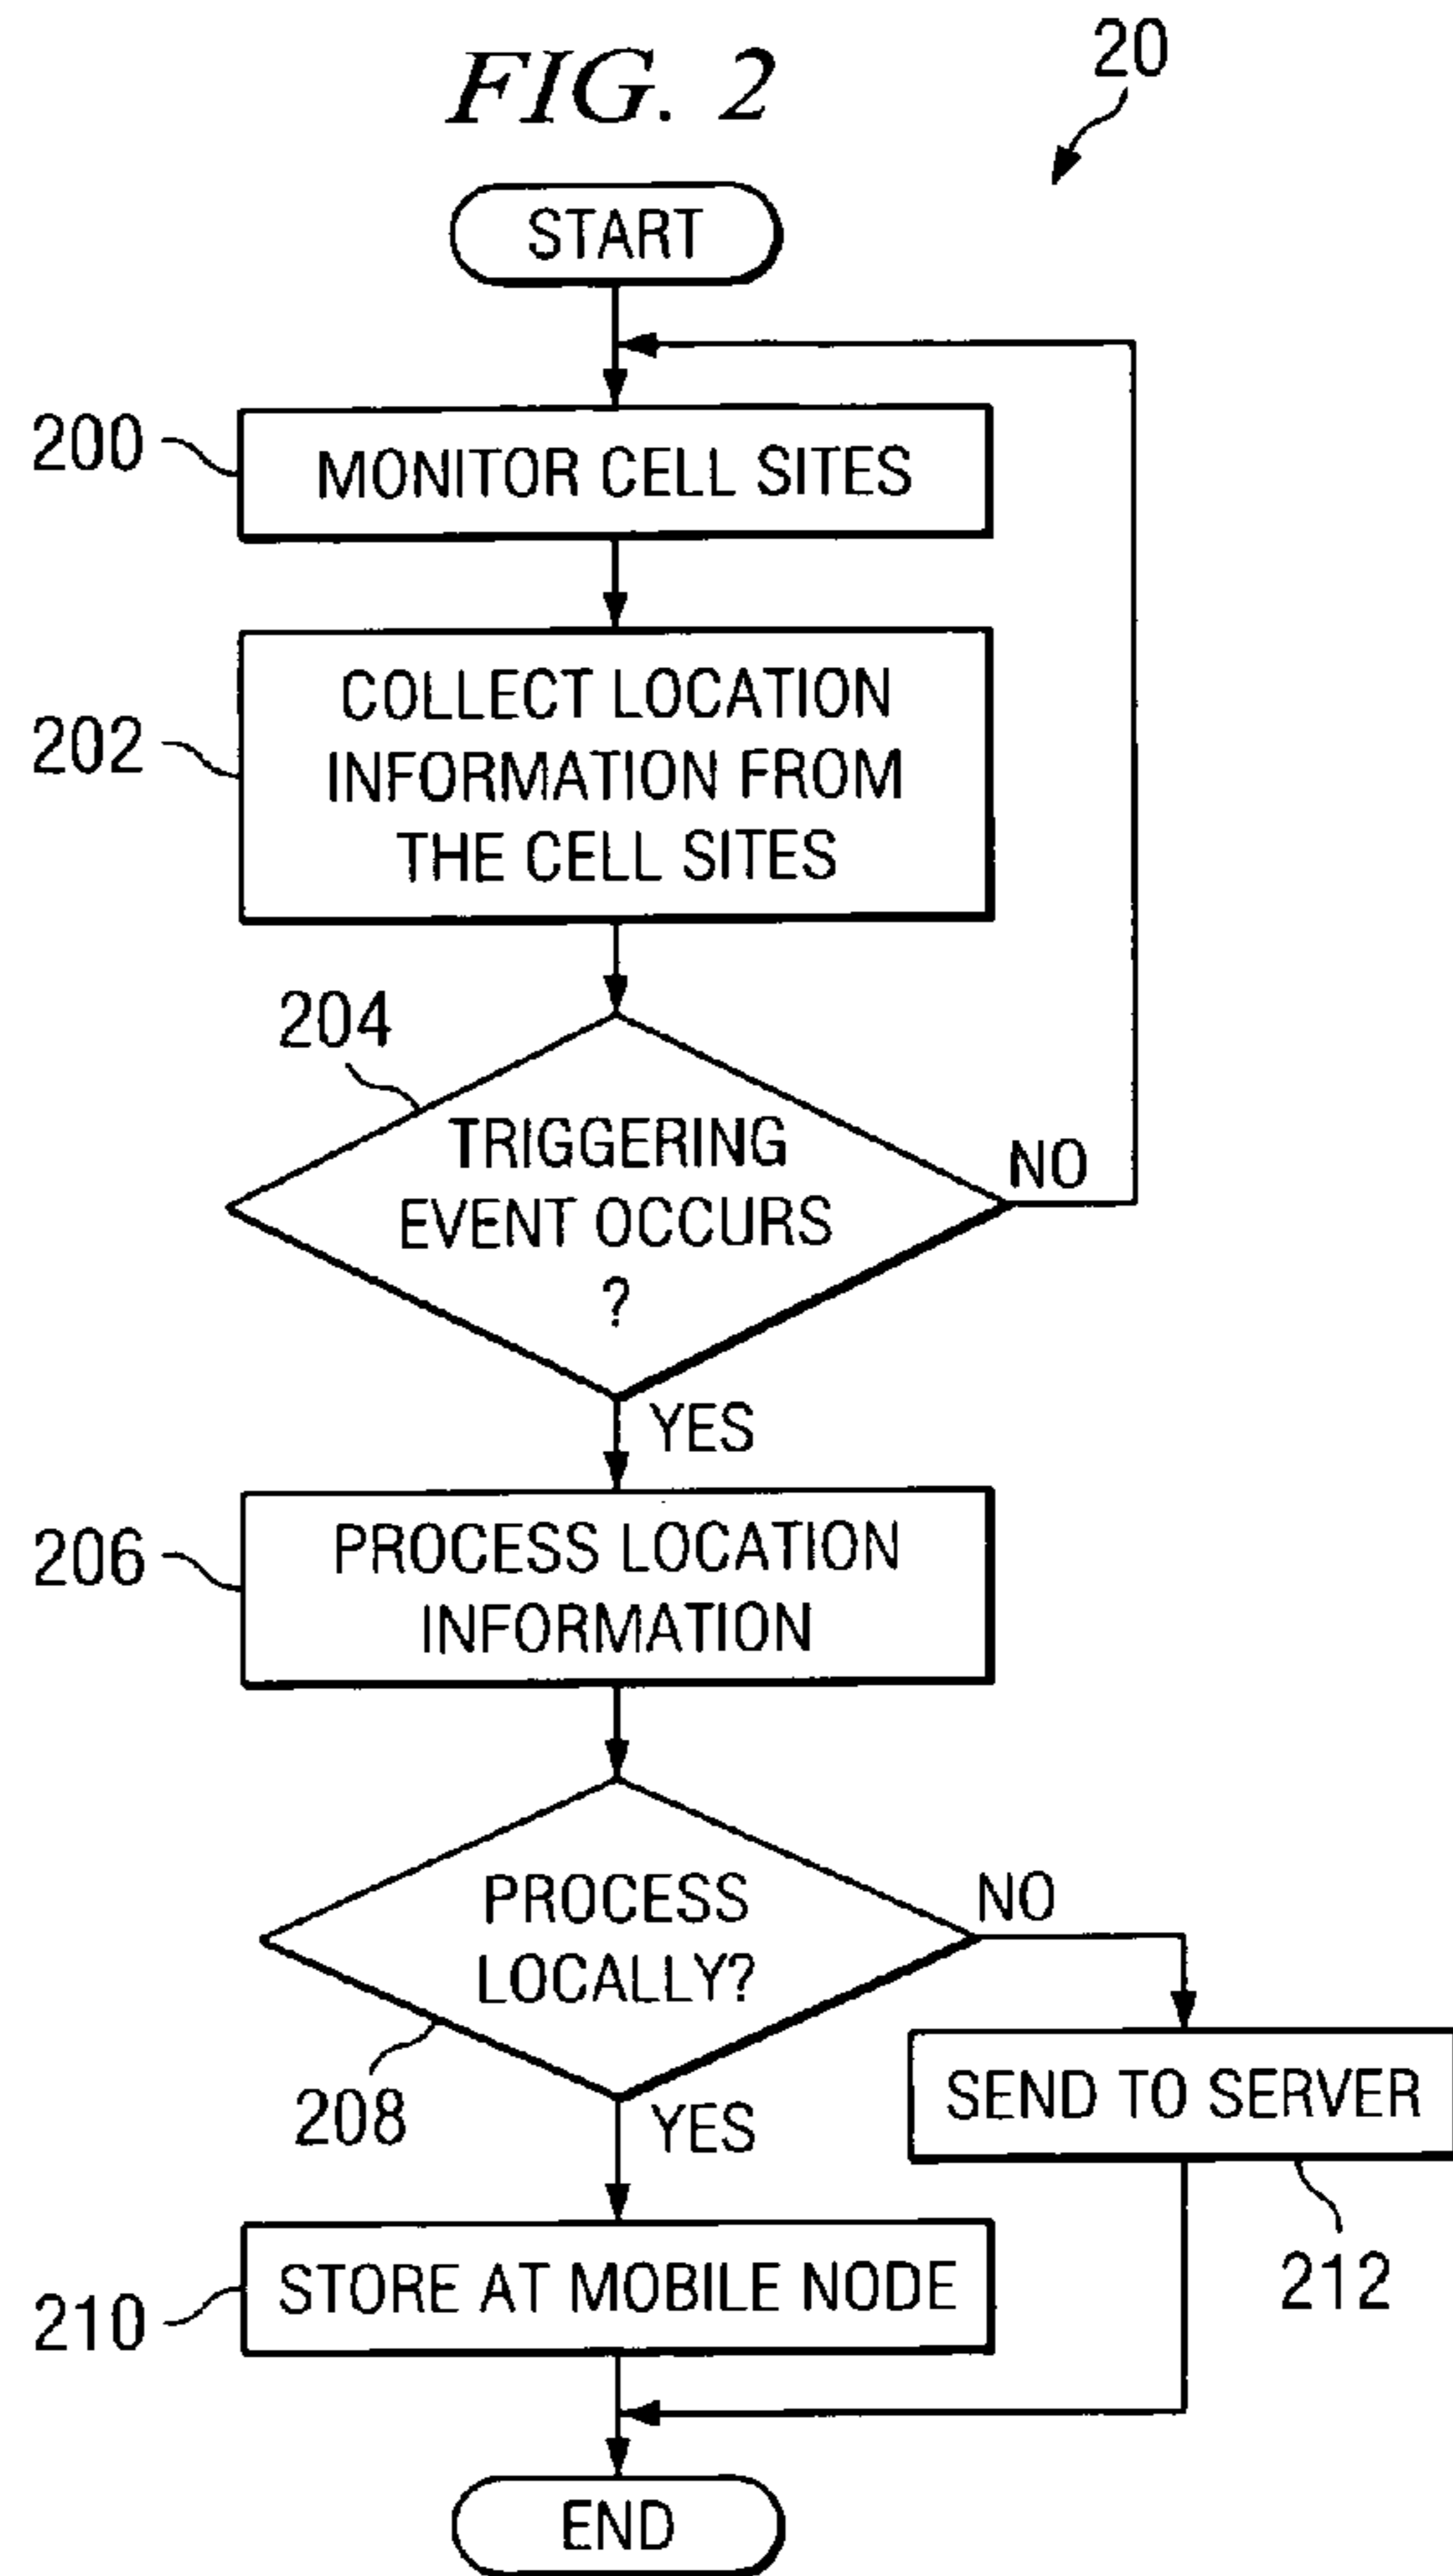 FIG. 2
20
START
200
MONITOR CELL SITES
202
COLLECT LOCATION
INFORMATION FROM
THE CELL SITES
204
TRIGGERING
EVENT OCCURS
?
NO
YES
206
PROCESS LOCATION
INFORMATION
PROCESS
LOCALLY?
NO
208
YES
SEND TO SERVER
212
210
STORE AT MOBILE NODE
END